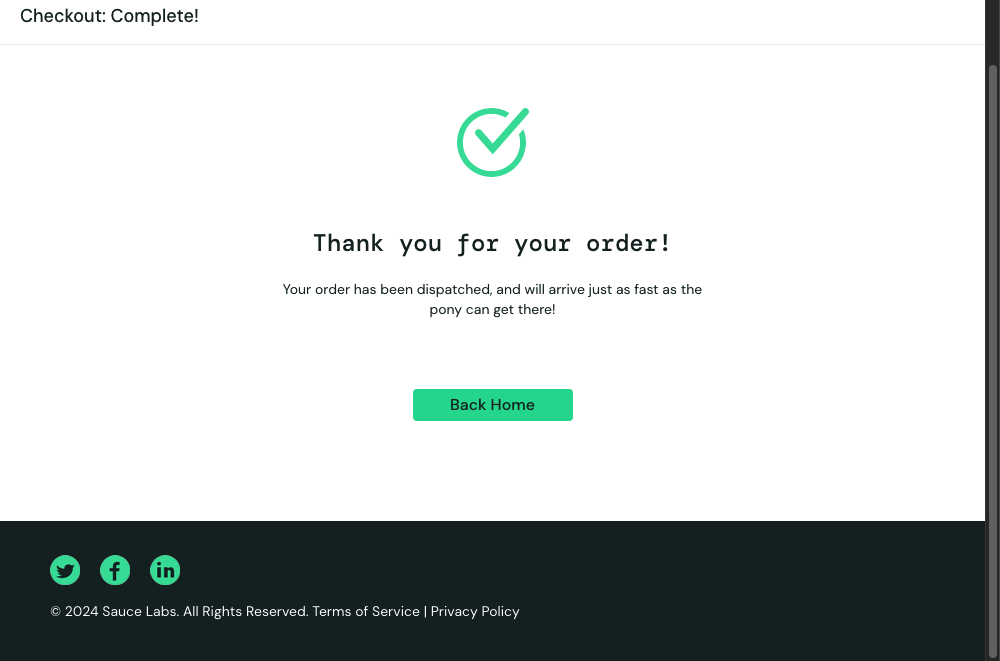 Checkout: Complete!
Thank you for your order!
Your order has been dispatched, and will arrive just as fast as the
pony can get there!
Back Home
© 2024 Sauce Labs. All Rights Reserved. Terms of Service | Privacy Policy